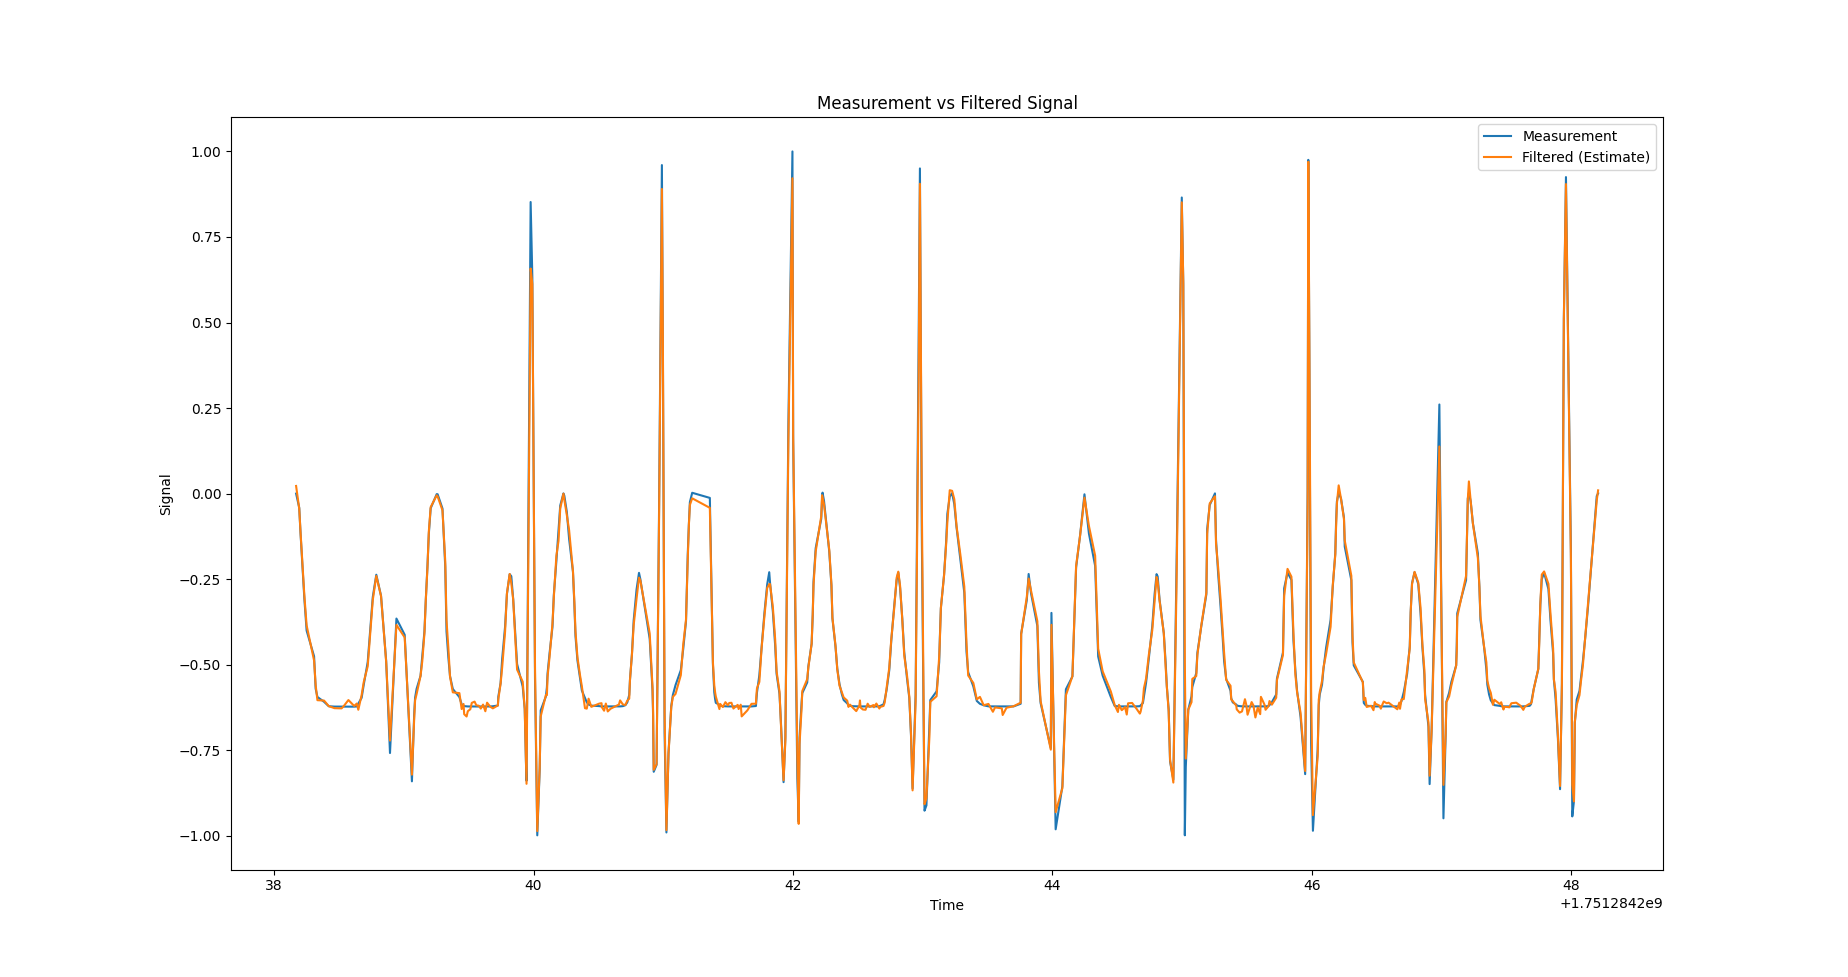 Measurement vs Filtered Signal
Measurement
Filtered (Estimate)
1.00
0.75
0.50
0.25
0.00
−0.25
−0.50
−0.75
−1.00
Signal
38
40
42
44
46
48
Time
+1.7512842e9